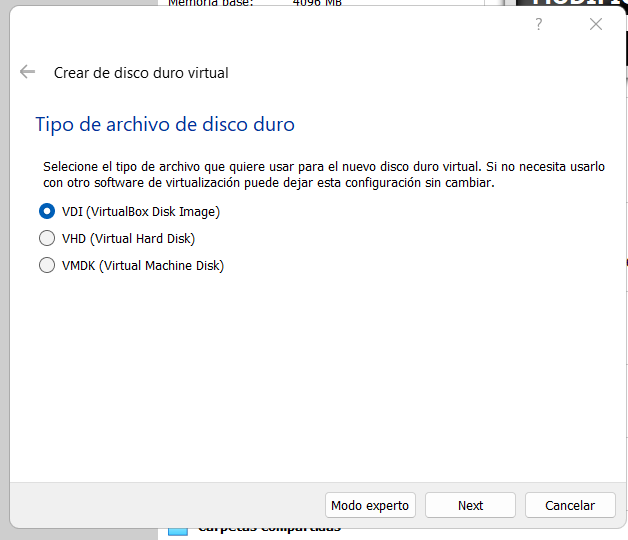 Memoria base: 4096 MB
?
Crear de disco duro virtual
Tipo de archivo de disco duro
Seleccione el tipo de archivo que quiere usar para el nuevo disco duro virtual. Si no necesita usarlo
con otro software de virtualización puede dejar esta configuración sin cambiar.
VDI (VirtualBox Disk Image)
VHD (Virtual Hard Disk)
VMDK (Virtual Machine Disk)
Modo experto Next Cancelar
Carpetas compartidas